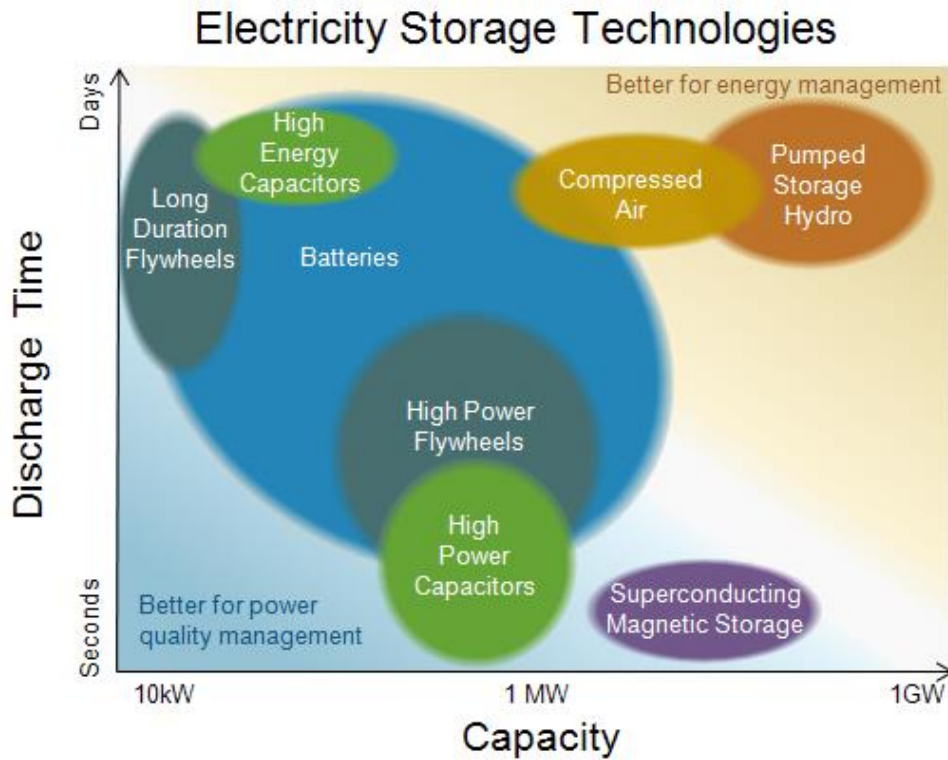 Electricity Storage Technologies
Days
Better for energy management
High
Energy
Capacitors
Long
Duration
Flywheels
Batteries
Compressed
Air
Pumped
Storage
Hydro
Discharge Time
High Power
Flywheels
High
Power
Capacitors
Superconducting
Magnetic Storage
Better for power
quality management
Seconds
10kW
1 MW
1GW
Capacity